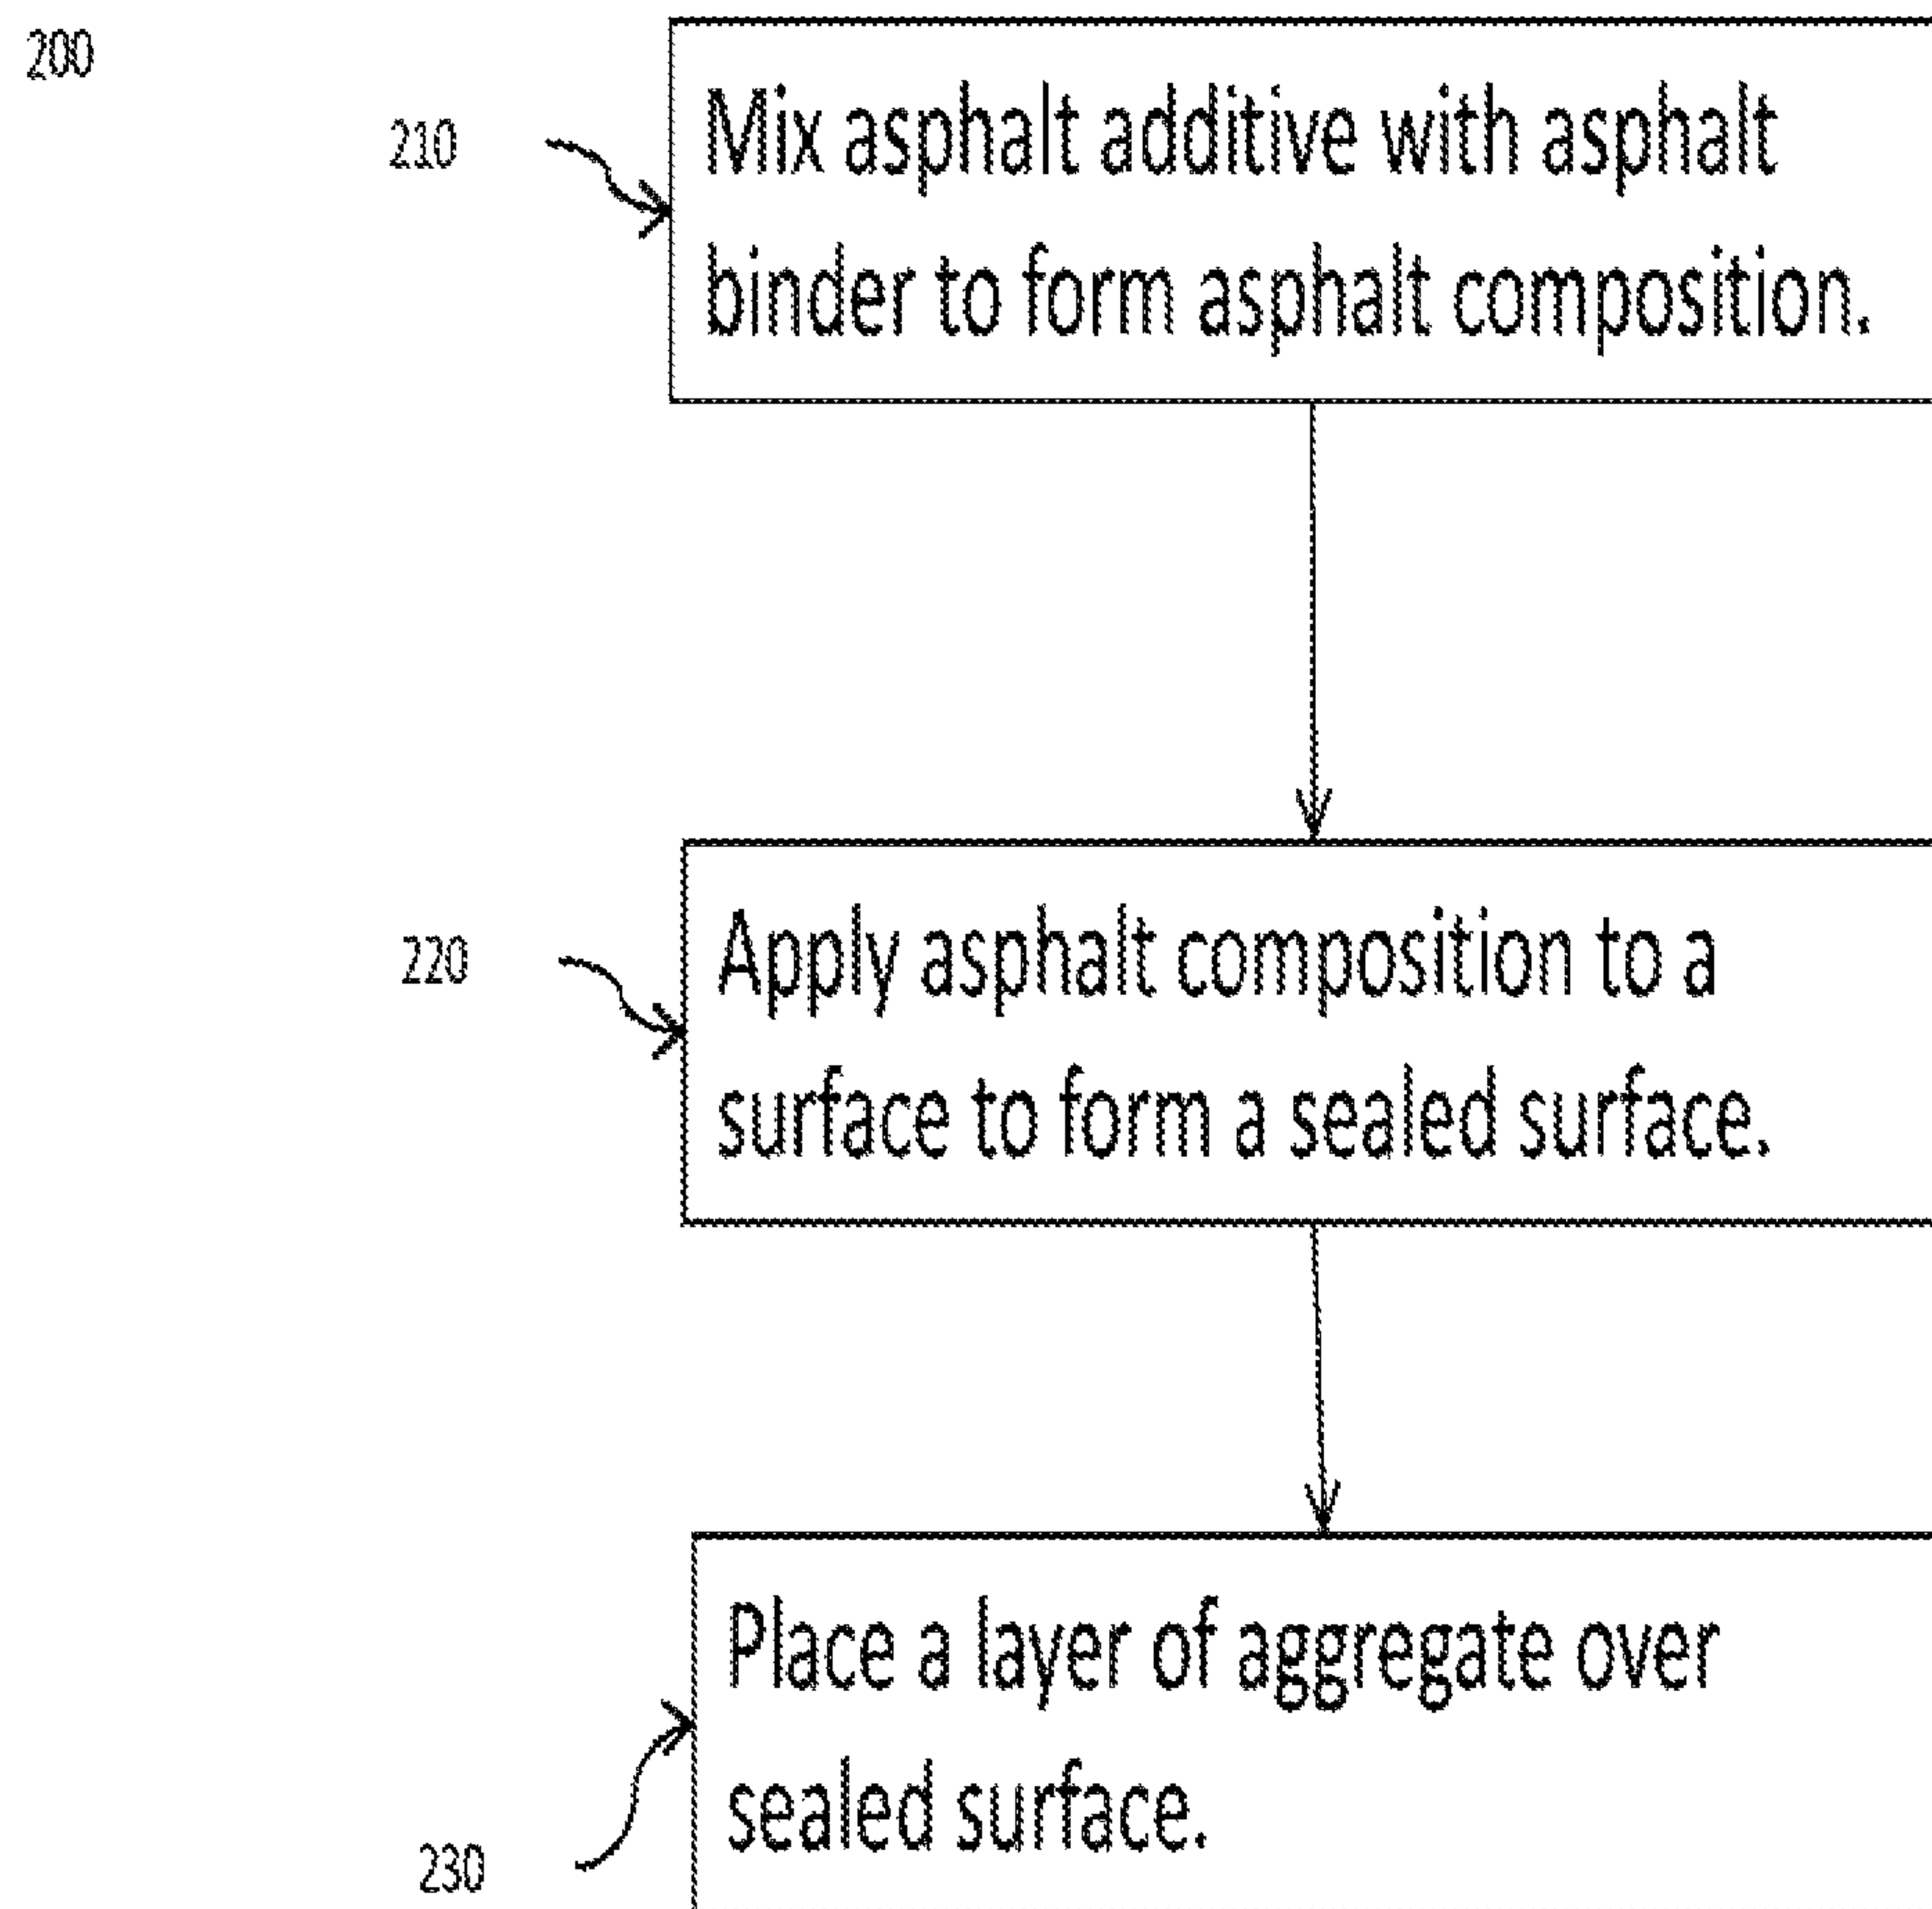 200
210
Mix asphalt additive with asphalt
binder to form asphalt composition.
220
Apply asphalt composition to a
surface to form a sealed surface.
Place a layer of aggregate over
sealed surface.
230